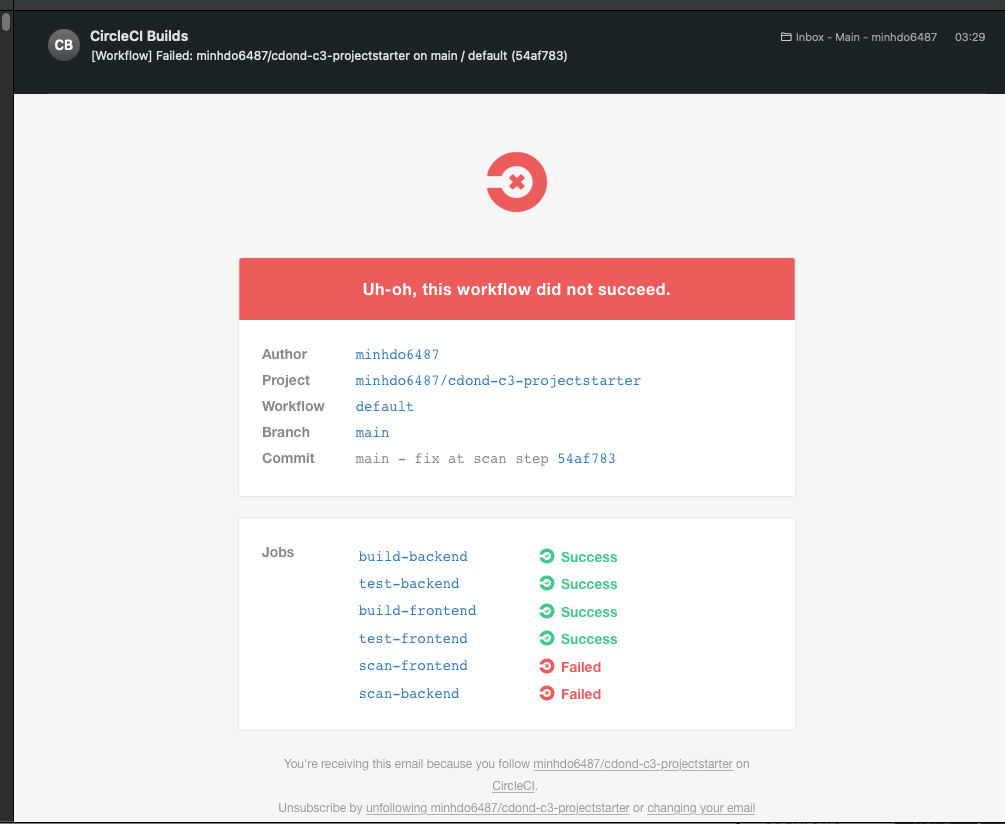 CB
CircleCI Builds
Inbox - Main - minhdo6487 03:29
[Workflow] Failed: minhdo6487/cdond-c3-projectstarter on main / default (54af783)
Uh-oh, this workflow did not succeed.
Author minhdo6487
Project minhdo6487/cdond-c3-projectstarter
Workflow default
Branch main
Commit main - fix at scan step 54af783
Jobs build-backend Success
test-backend Success
build-frontend Success
test-frontend Success
scan-frontend Failed
scan-backend Failed
You're receiving this email because you follow minhdo6487/cdond-c3-projectstarter on
CircleCI.
Unsubscribe by unfollowing minhdo6487/cdond-c3-projectstarter or changing your email